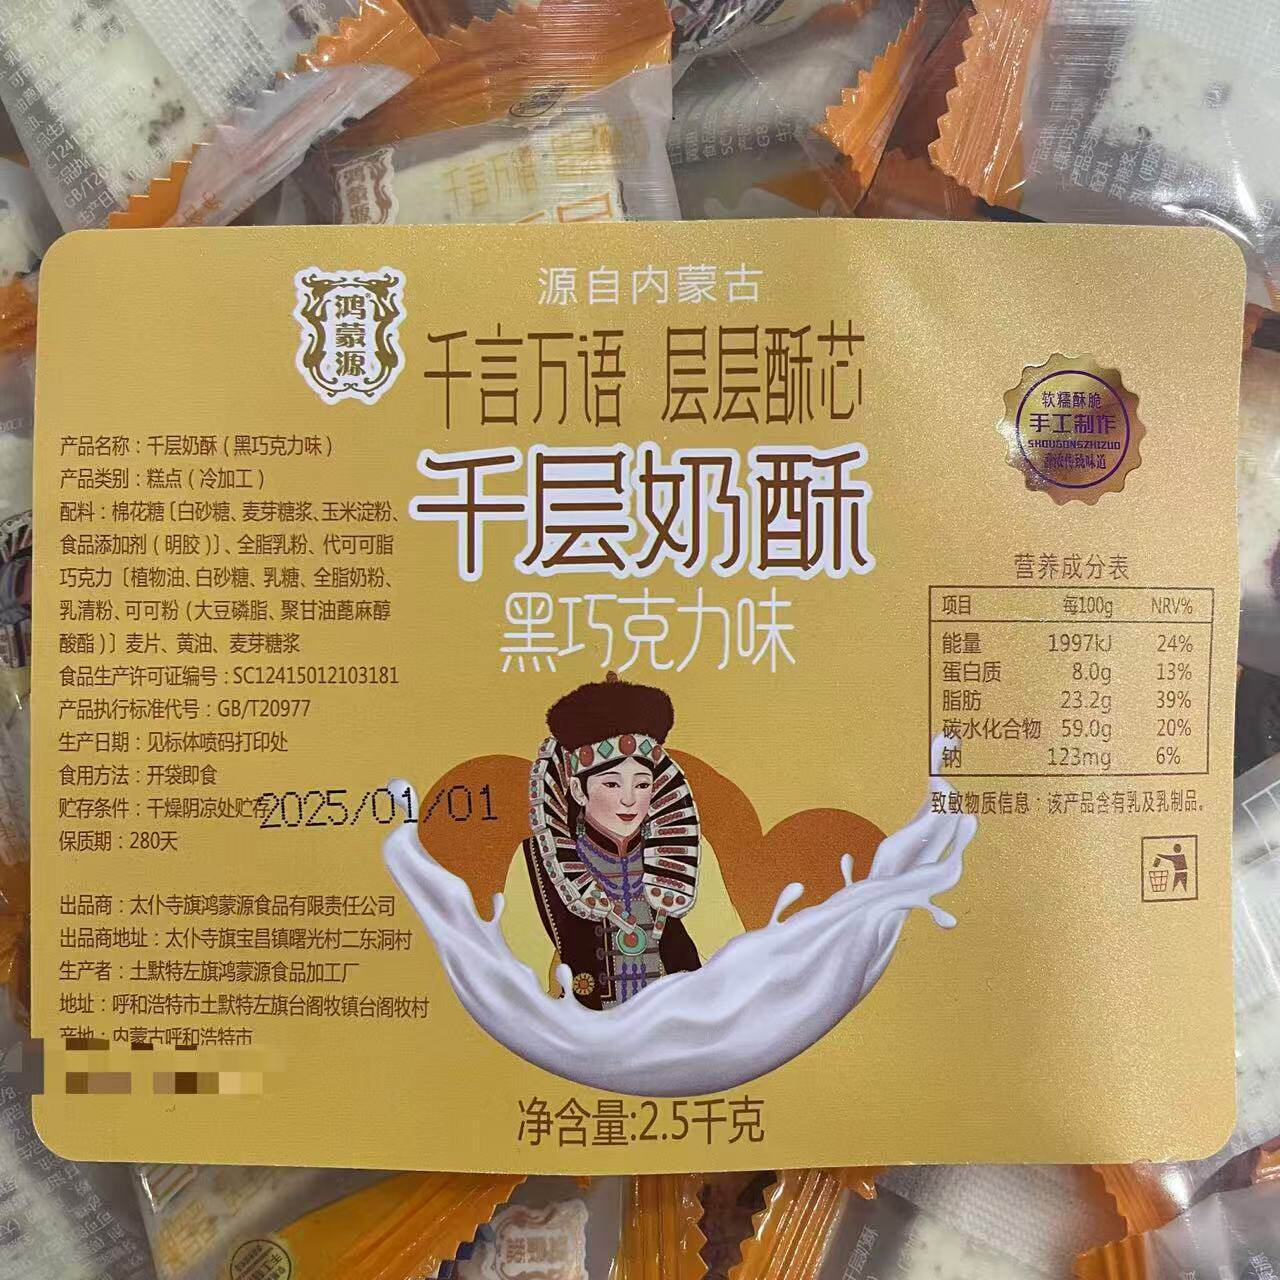 鸿蒙源
源自内蒙古
千言万语 层层酥芯
千层奶酥
黑巧克力味
软糯酥脆
手工制作
SHOUGONGZHIZUO
产品名称：千层奶酥（黑巧克力味）
产品类别：糕点（冷加工）
配料：棉花糖〔白砂糖、麦芽糖浆、玉米淀粉、
食品添加剂（明胶）〕、全脂乳粉、代可可脂
巧克力〔植物油、白砂糖、乳糖、全脂奶粉、
乳清粉、可可粉（大豆磷脂、聚甘油蓖麻醇
酸酯）〕麦片、黄油、麦芽糖浆
食品生产许可证编号：SC12415012103181
产品执行标准代号：GB/T20977
生产日期：见标体喷码打印处
食用方法：开袋即食
贮存条件：干燥阴凉处贮存
2025/01/01
保质期：280天
出品商：太仆寺旗鸿蒙源食品有限责任公司
出品商地址：太仆寺旗宝昌镇曙光村二东洞村
生产者：土默特左旗鸿蒙源食品加工厂
地址：呼和浩特市土默特左旗台阁牧镇台阁牧村
产地：内蒙古呼和浩特市
营养成分表
项目 每100g NRV%
能量 1997kJ 24%
蛋白质 8.0g 13%
脂肪 23.2g 39%
碳水化合物 59.0g 20%
钠 123mg 6%
致敏物质信息：该产品含有乳及乳制品。
净含量:2.5千克